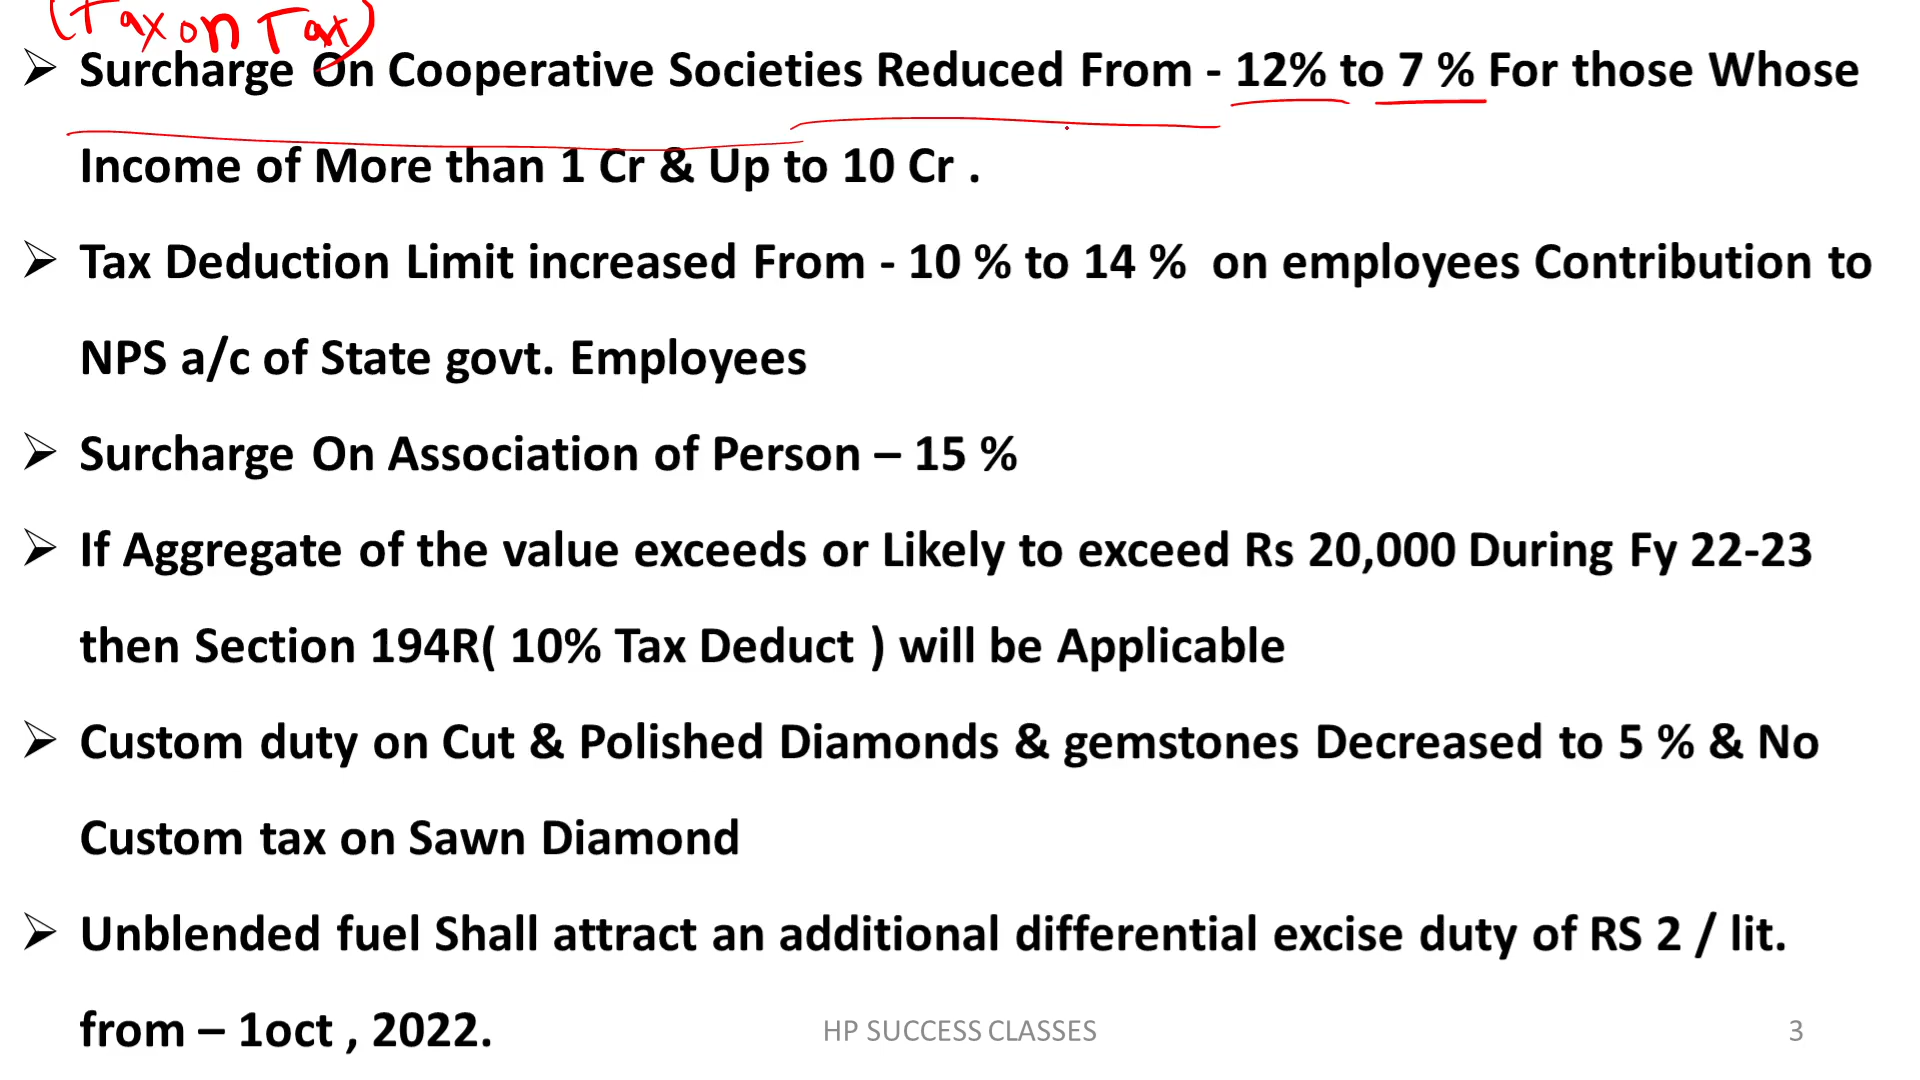 (Tax on Tax)
➢ Surcharge On Cooperative Societies Reduced From - 12% to 7 % For those Whose
Income of More than 1 Cr & Up to 10 Cr .
➢ Tax Deduction Limit increased From - 10 % to 14 % on employees Contribution to
NPS a/c of State govt. Employees
➢ Surcharge On Association of Person – 15 %
➢ If Aggregate of the value exceeds or Likely to exceed Rs 20,000 During Fy 22-23
then Section 194R( 10% Tax Deduct ) will be Applicable
➢ Custom duty on Cut & Polished Diamonds & gemstones Decreased to 5 % & No
Custom tax on Sawn Diamond
➢ Unblended fuel Shall attract an additional differential excise duty of RS 2 / lit.
from – 1oct , 2022.
HP SUCCESS CLASSES
3